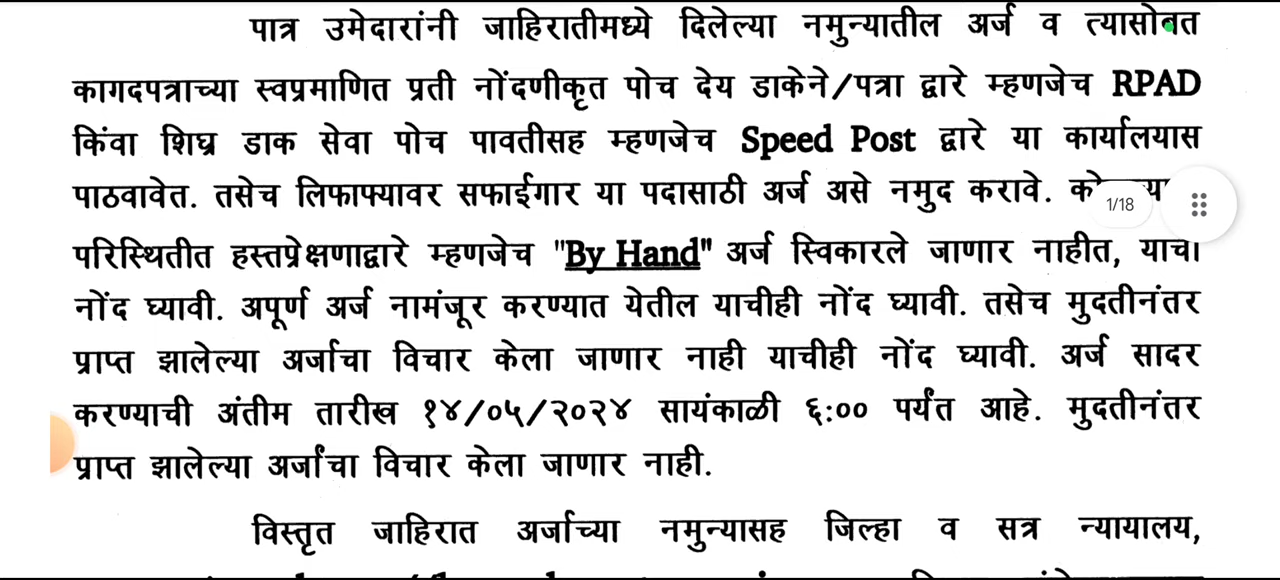 पात्र उमेदारांनी जाहिरातीमध्ये दिलेल्या नमुन्यातील अर्ज व त्यासोबत
कागदपत्राच्या स्वप्रमाणित प्रती नोंदणीकृत पोच देय डाकेने/पत्रा द्वारे म्हणजेच RPAD
किंवा शिघ्र डाक सेवा पोच पावतीसह म्हणजेच Speed Post द्वारे या कार्यालयास
पाठवावेत. तसेच लिफाफ्यावर सफाईगार या पदासाठी अर्ज असे नमुद करावे.
1/18
परिस्थितीत हस्तप्रेक्षणाद्वारे म्हणजेच "By Hand" अर्ज स्विकारले जाणार नाहीत, याची
नोंद घ्यावी. अपूर्ण अर्ज नामंजूर करण्यात येतील याचीही नोंद घ्यावी. तसेच मुदतीनंतर
प्राप्त झालेल्या अर्जाचा विचार केला जाणार नाही याचीही नोंद घ्यावी. अर्ज सादर
करण्याची अंतीम तारीख १४/०५/२०२४ सायंकाळी ६:०० पर्यंत आहे. मुदतीनंतर
प्राप्त झालेल्या अर्जांचा विचार केला जाणार नाही.
विस्तृत जाहिरात अर्जाच्या नमुन्यासह जिल्हा व सत्र न्यायालय,